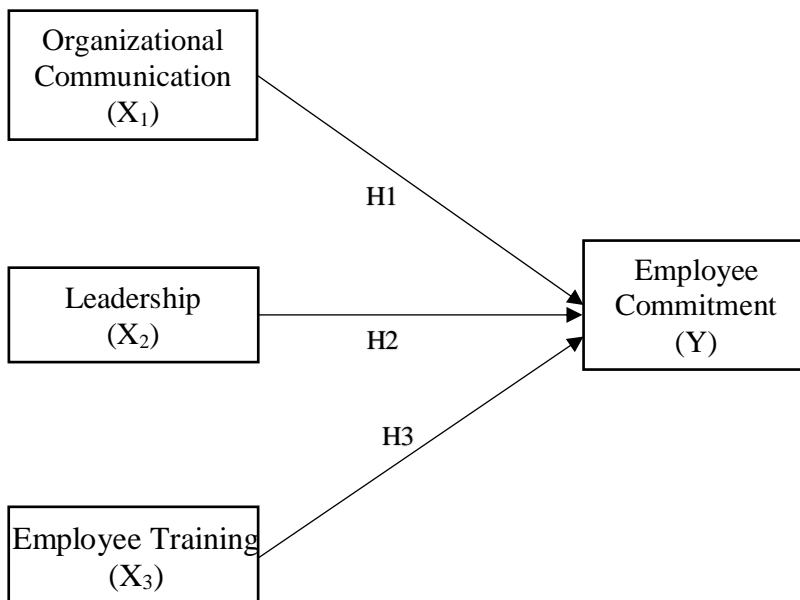 Organizational
Communication
(X₁)
H1
Leadership
(X₂)
H2
Employee
Commitment
(Y)
H3
Employee Training
(X₃)